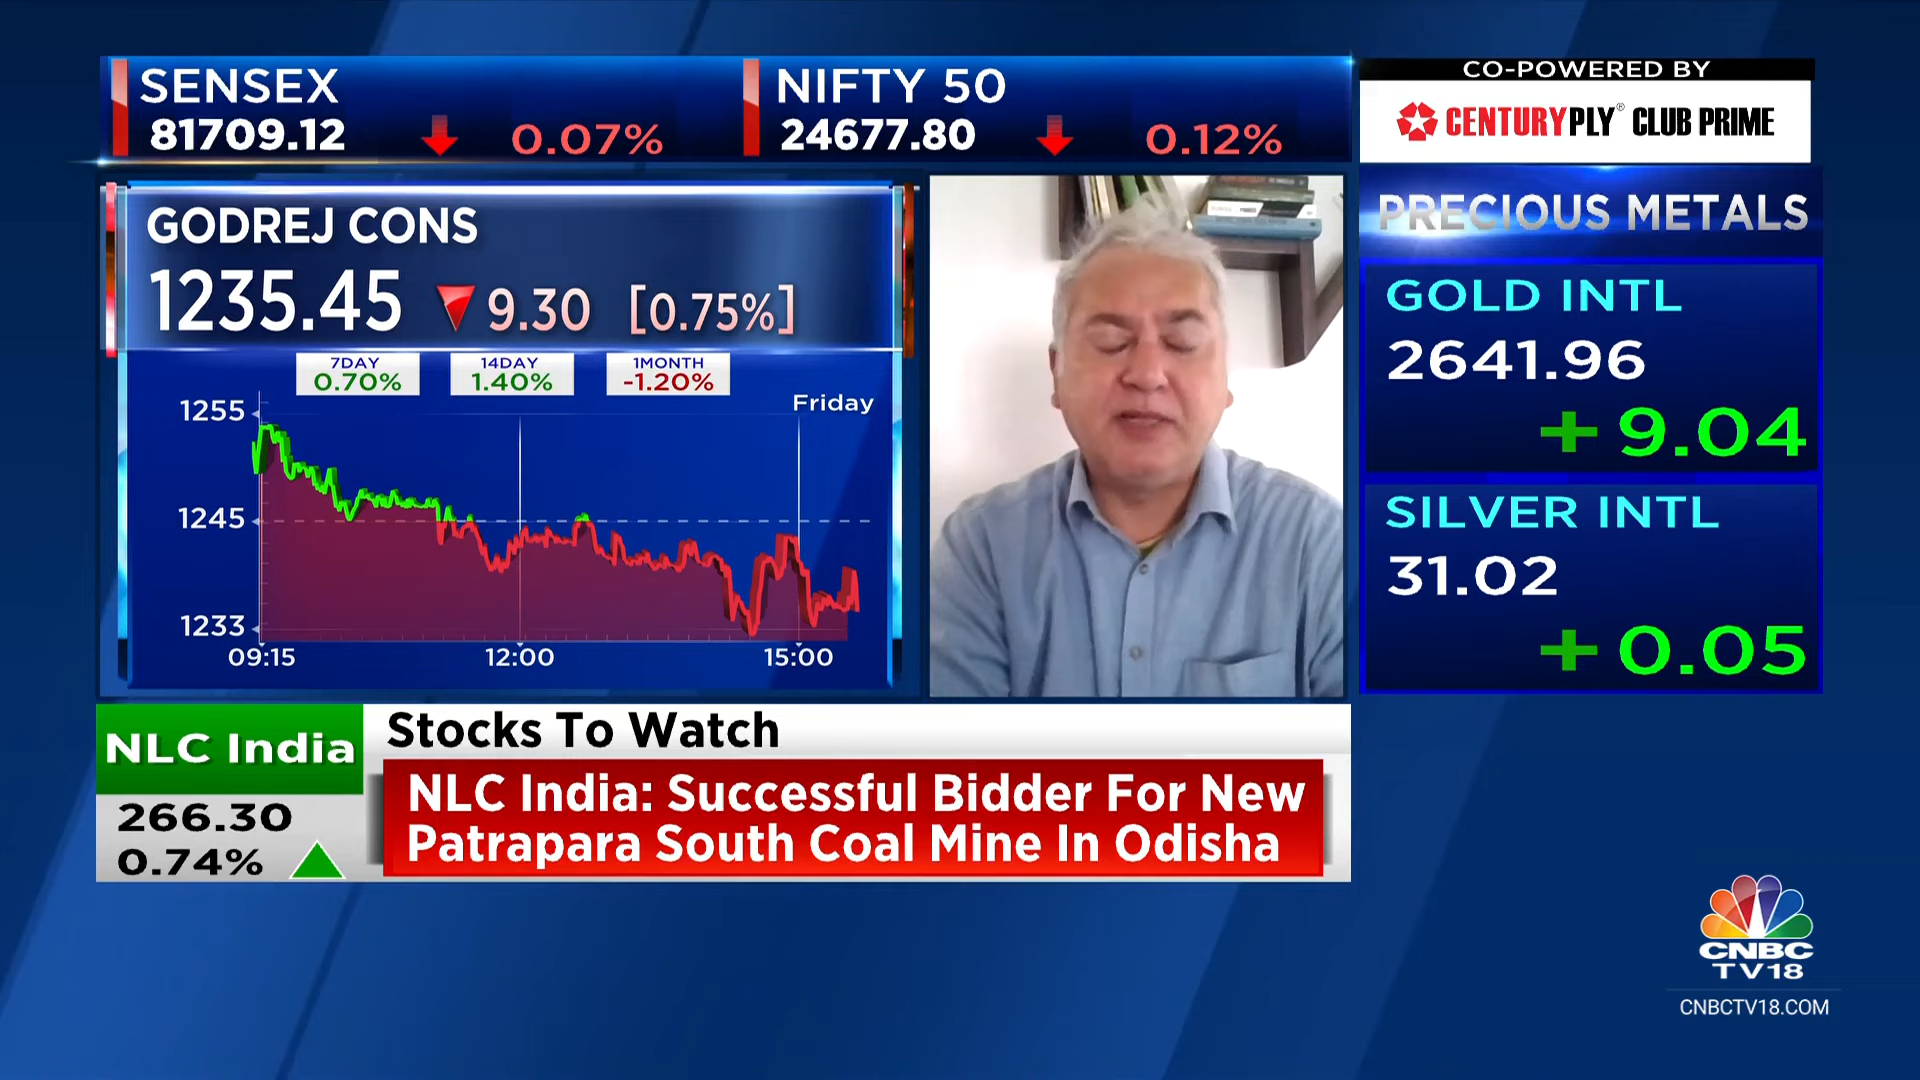 SENSEX
81709.12 0.07%
NIFTY 50
24677.80 0.12%
CO-POWERED BY
CENTURYPLY® CLUB PRIME
GODREJ CONS
1235.45 9.30 [0.75%]
7DAY
0.70%
14DAY
1.40%
1MONTH
-1.20%
Friday
1255
1245
1233
09:15 12:00 15:00
PRECIOUS METALS
GOLD INTL
2641.96
+ 9.04
SILVER INTL
31.02
+ 0.05
NLC India
266.30
0.74%
Stocks To Watch
NLC India: Successful Bidder For New
Patrapara South Coal Mine In Odisha
CNBC
TV18
CNBCTV18.COM